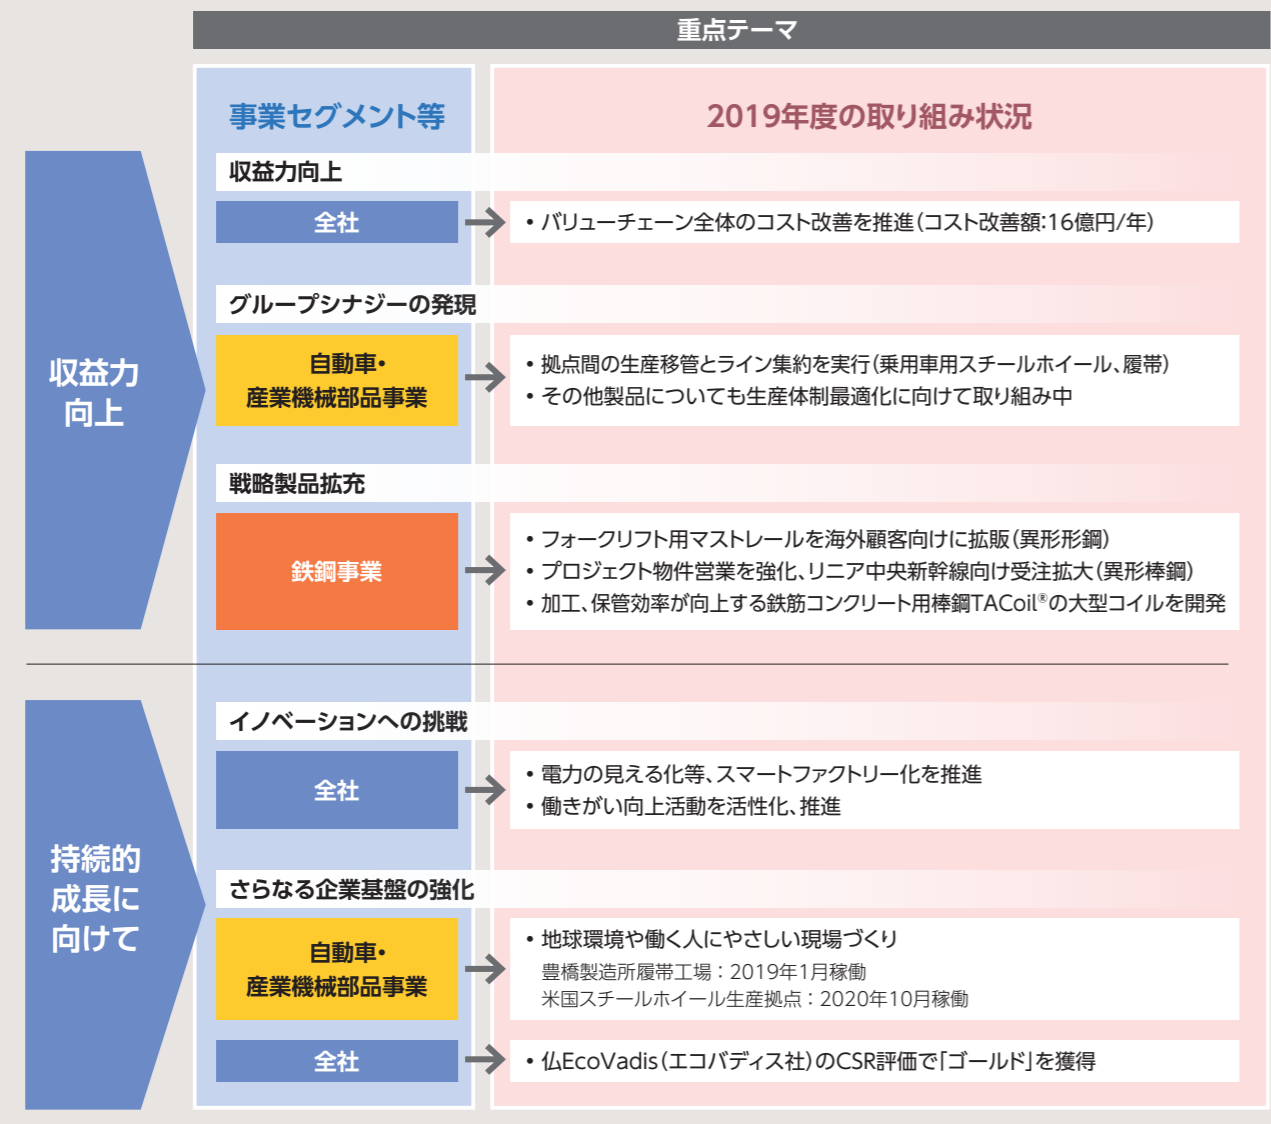 重点テーマ
事業セグメント等
2019年度の取り組み状況
収益力
向上
収益力向上
全社
• バリューチェーン全体のコスト改善を推進(コスト改善額:16億円/年)
グループシナジーの発現
自動車・
産業機械部品事業
• 拠点間の生産移管とライン集約を実行(乗用車用スチールホイール、履帯)
• その他製品についても生産体制最適化に向けて取り組み中
戦略製品拡充
鉄鋼事業
• フォークリフト用マストレールを海外顧客向けに拡販(異形形鋼)
• プロジェクト物件営業を強化、リニア中央新幹線向け受注拡大(異形棒鋼)
• 加工、保管効率が向上する鉄筋コンクリート用棒鋼TACoil®の大型コイルを開発
持続的
成長に
向けて
イノベーションへの挑戦
全社
• 電力の見える化等、スマートファクトリー化を推進
• 働きがい向上活動を活性化、推進
さらなる企業基盤の強化
自動車・
産業機械部品事業
• 地球環境や働く人にやさしい現場づくり
豊橋製造所履帯工場：2019年1月稼働
米国スチールホイール生産拠点：2020年10月稼働
全社
• 仏EcoVadis(エコバディス社)のCSR評価で「ゴールド」を獲得